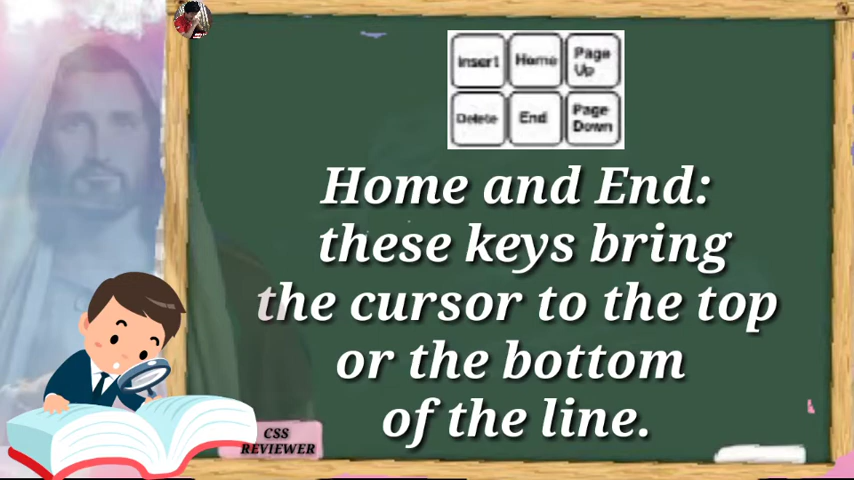 Insert Home Page Up
Delete End Page Down
Home and End:
these keys bring
the cursor to the top
or the bottom
of the line.
CSS
REVIEWER